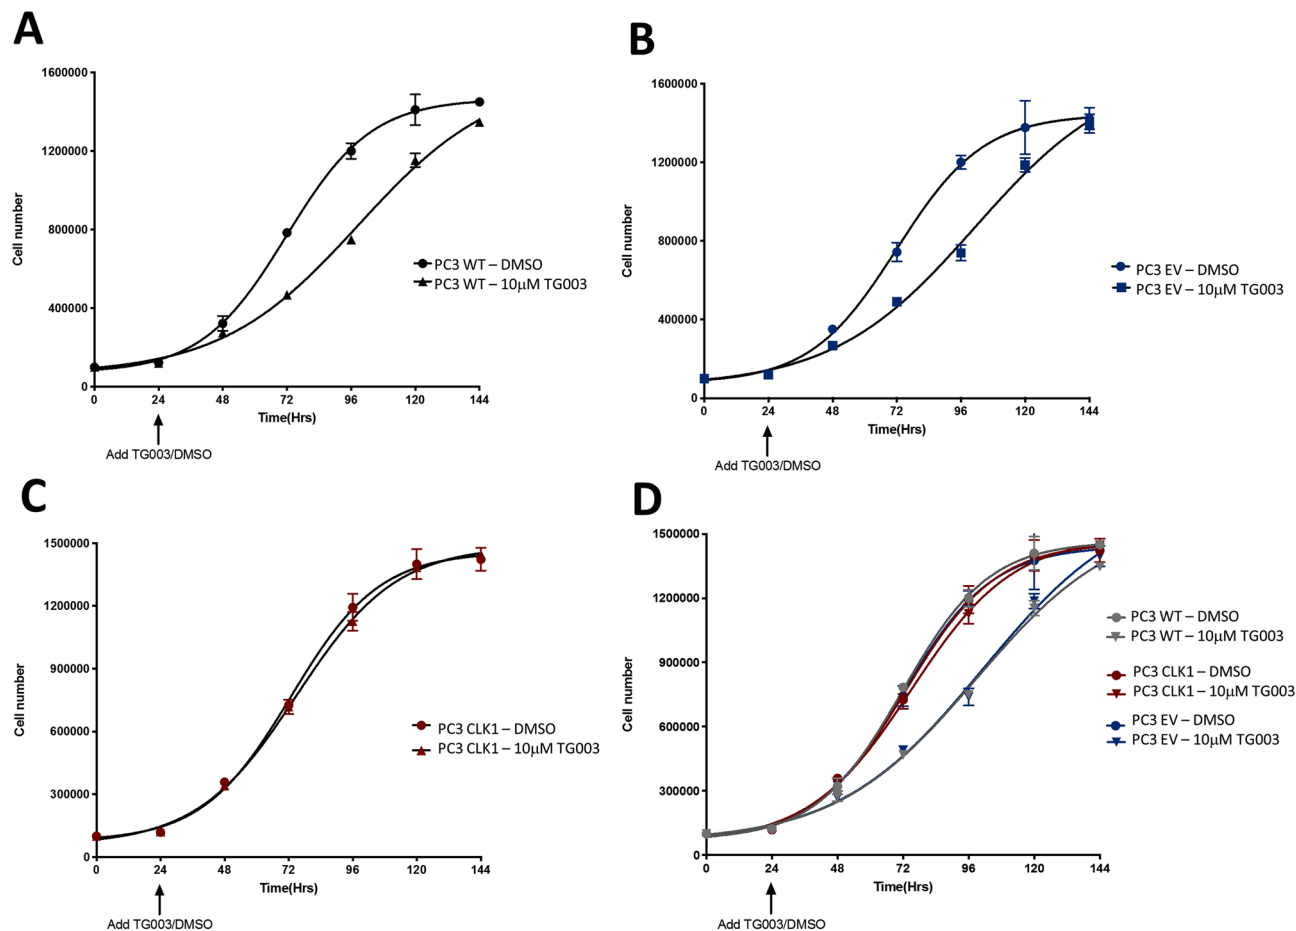 A
1600000
1200000
800000
400000
0
Cell number
0 24 48 72 96 120 144
Time(Hrs)
Add TG003/DMSO
PC3 WT – DMSO
PC3 WT – 10µM TG003
B
1600000
1200000
800000
400000
0
Cell number
0 24 48 72 96 120 144
Time(Hrs)
Add TG003/DMSO
PC3 EV – DMSO
PC3 EV – 10µM TG003
C
1500000
1200000
900000
600000
300000
0
Cell number
0 24 48 72 96 120 144
Time(Hrs)
Add TG003/DMSO
PC3 CLK1 – DMSO
PC3 CLK1 – 10µM TG003
D
1500000
1200000
900000
600000
300000
0
Cell number
0 24 48 72 96 120 144
Time(Hrs)
Add TG003/DMSO
PC3 WT – DMSO
PC3 WT – 10µM TG003
PC3 CLK1 – DMSO
PC3 CLK1 – 10µM TG003
PC3 EV – DMSO
PC3 EV – 10µM TG003